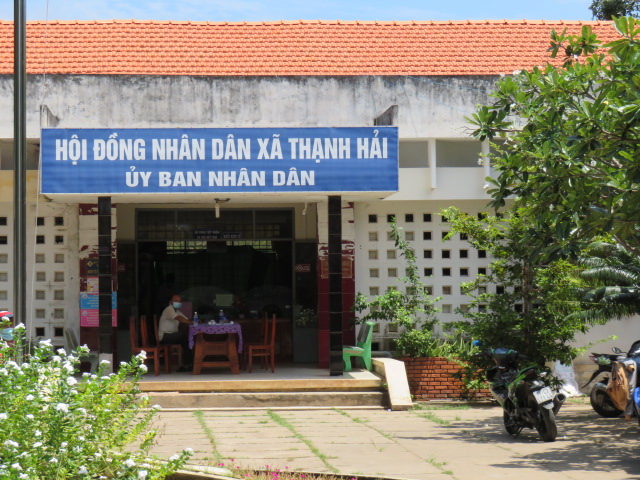 HỘI ĐỒNG NHÂN DÂN XÃ THẠNH HẢI
ỦY BAN NHÂN DÂN